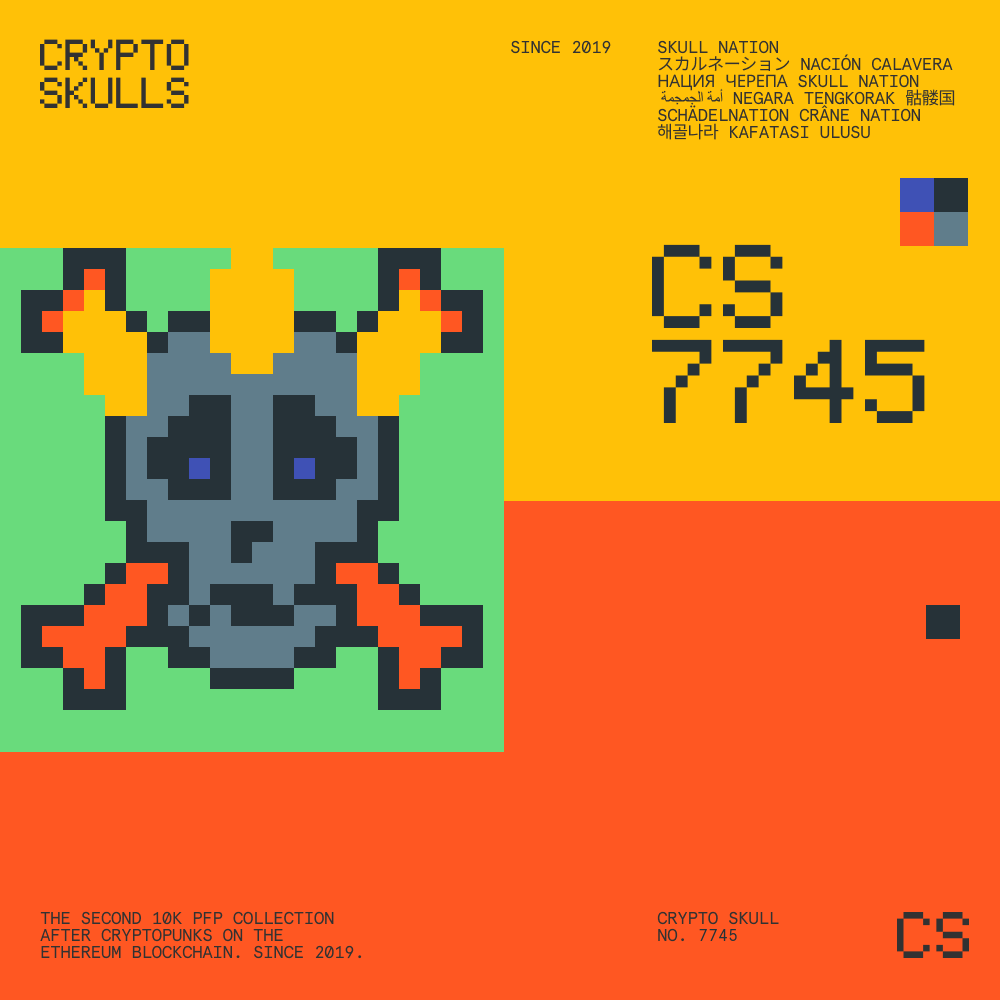 CRYPTO
SKULLS
SINCE 2019
SKULL NATION
スカルネーション NACIÓN CALAVERA
НАЦИЯ ЧЕРЕПА SKULL NATION
أمة الجمجمة NEGARA TENGKORAK 骷髅国
SCHÄDELNATION CRÂNE NATION
해골나라 KAFATASI ULUSU
CS
7745
THE SECOND 10K PFP COLLECTION
AFTER CRYPTOPUNKS ON THE
ETHEREUM BLOCKCHAIN. SINCE 2019.
CRYPTO SKULL
NO. 7745
CS